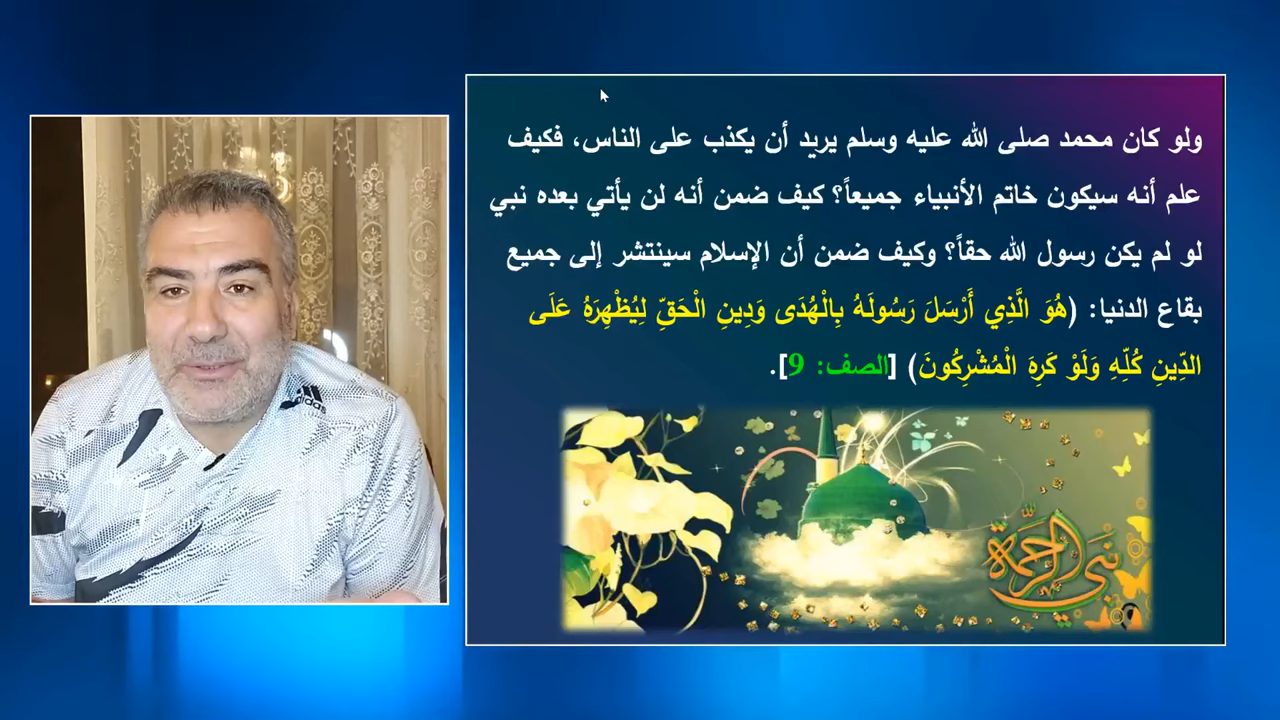 ولو كان محمد صلى الله عليه وسلم يريد أن يكذب على الناس، فكيف
علم أنه سيكون خاتم الأنبياء جميعاً؟ كيف ضمن أنه لن يأتي بعده نبي
لو لم يكن رسول الله حقاً؟ وكيف ضمن أن الإسلام سينتشر إلى جميع
بقاع الدنيا: (هُوَ الَّذِي أَرْسَلَ رَسُولَهُ بِالْهُدَى وَدِينِ الْحَقِّ لِيُظْهِرَهُ عَلَى
الدِّينِ كُلِّهِ وَلَوْ كَرِهَ الْمُشْرِكُونَ) [الصف: 9].
نبي الرحمة
adidas